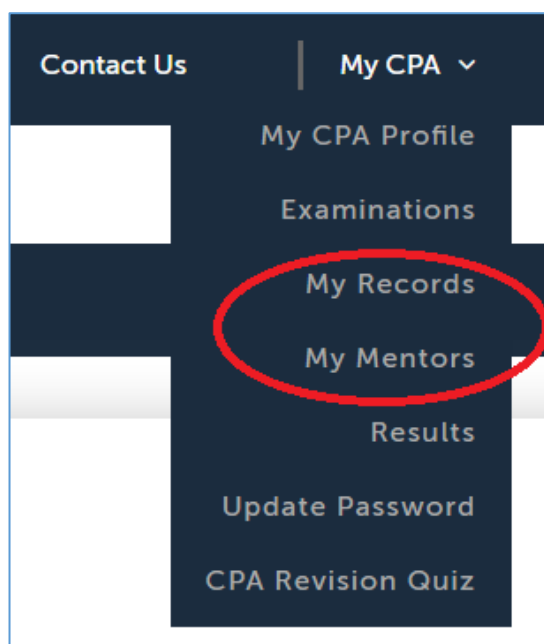 Contact Us | My CPA
My CPA Profile
Examinations
My Records
My Mentors
Results
Update Password
CPA Revision Quiz